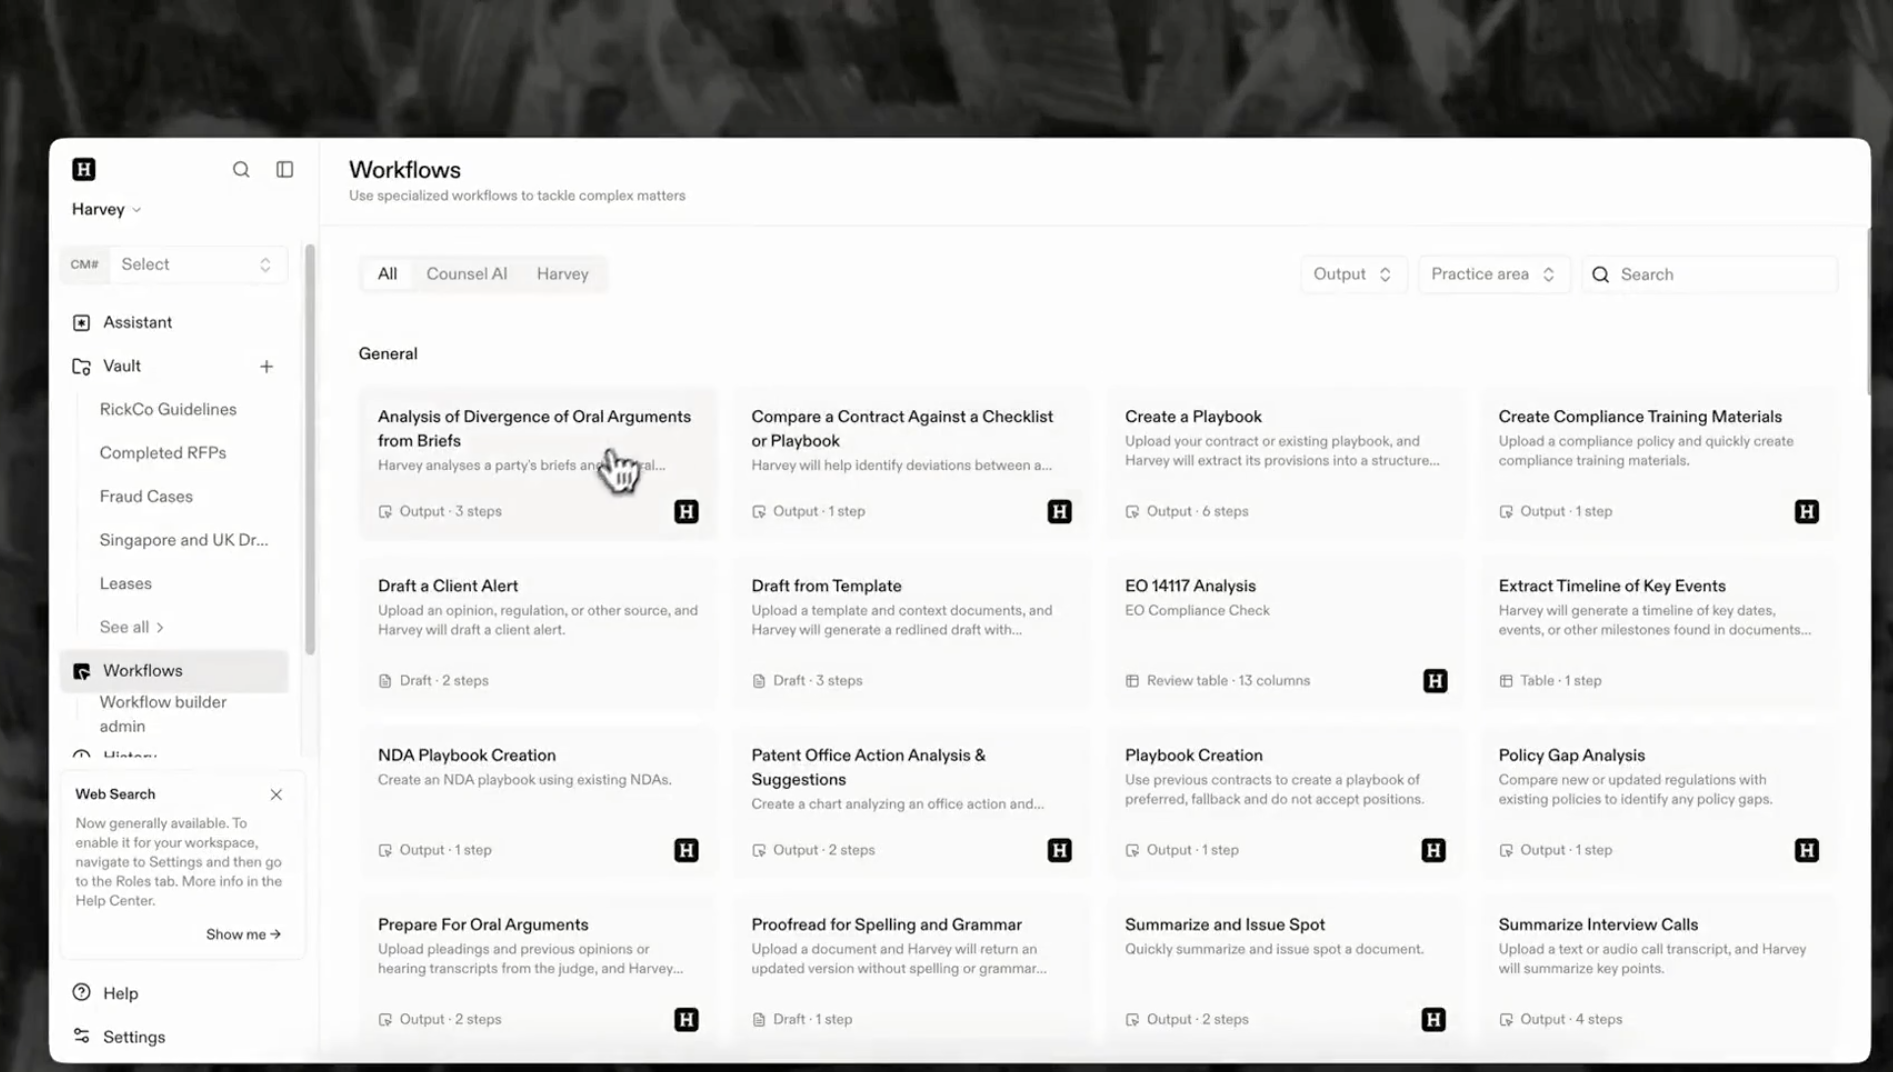 H
Harvey
CM# Select
Assistant
Vault
RickCo Guidelines
Completed RFPs
Fraud Cases
Singapore and UK Dr...
Leases
See all
Workflows
Workflow builder
admin
History
Web Search
Now generally available. To
enable it for your workspace,
navigate to Settings and then go
to the Roles tab. More info in the
Help Center.
Show me →
Help
Settings
Workflows
Use specialized workflows to tackle complex matters
All Counsel AI Harvey
Output Practice area Search
General
Analysis of Divergence of Oral Arguments
from Briefs
Harvey analyses a party's briefs
Output · 3 steps H
Compare a Contract Against a Checklist
or Playbook
Harvey will help identify deviations between a...
Output · 1 step H
Create a Playbook
Upload your contract or existing playbook, and
Harvey will extract its provisions into a structure...
Output · 6 steps
Create Compliance Training Materials
Upload a compliance policy and quickly create
compliance training materials.
Output · 1 step H
Draft a Client Alert
Upload an opinion, regulation, or other source, and
Harvey will draft a client alert.
Draft · 2 steps
Draft from Template
Upload a template and context documents, and
Harvey will generate a redlined draft with...
Draft · 3 steps
EO 14117 Analysis
EO Compliance Check
Review table · 13 columns H
Extract Timeline of Key Events
Harvey will generate a timeline of key dates,
events, or other milestones found in documents...
Table · 1 step
NDA Playbook Creation
Create an NDA playbook using existing NDAs.
Output · 1 step H
Patent Office Action Analysis &
Suggestions
Create a chart analyzing an office action and...
Output · 2 steps H
Playbook Creation
Use previous contracts to create a playbook of
preferred, fallback and do not accept positions.
Output · 1 step H
Policy Gap Analysis
Compare new or updated regulations with
existing policies to identify any policy gaps.
Output · 1 step H
Prepare For Oral Arguments
Upload pleadings and previous opinions or
hearing transcripts from the judge, and Harvey...
Output · 2 steps H
Proofread for Spelling and Grammar
Upload a document and Harvey will return an
updated version without spelling or grammar...
Draft · 1 step
Summarize and Issue Spot
Quickly summarize and issue spot a document.
Output · 2 steps H
Summarize Interview Calls
Upload a text or audio call transcript, and Harvey
will summarize key points.
Output · 4 steps